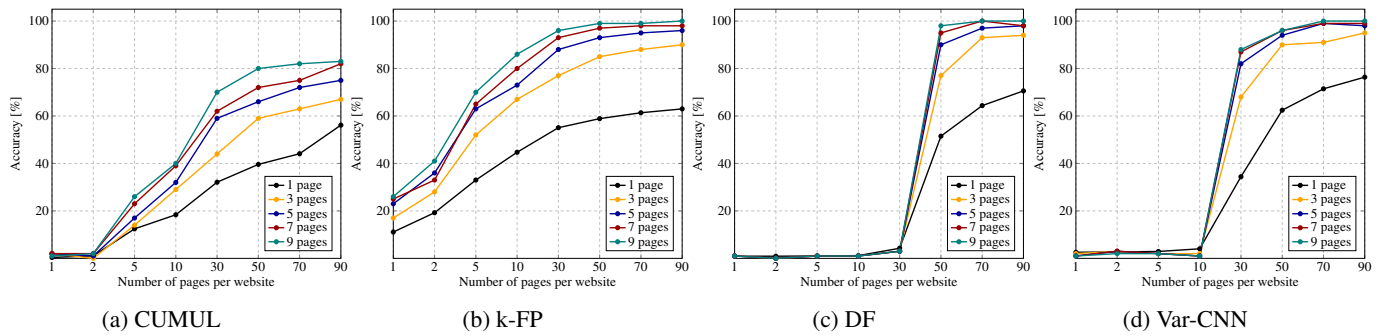 100
80
60
40
20
Accuracy [%]
1 2 5 10 30 50 70 90
Number of pages per website
1 page
3 pages
5 pages
7 pages
9 pages
(a) CUMUL
100
80
60
40
20
Accuracy [%]
1 2 5 10 30 50 70 90
Number of pages per website
1 page
3 pages
5 pages
7 pages
9 pages
(b) k-FP
100
80
60
40
20
Accuracy [%]
1 2 5 10 30 50 70 90
Number of pages per website
1 page
3 pages
5 pages
7 pages
9 pages
(c) DF
100
80
60
40
20
Accuracy [%]
1 2 5 10 30 50 70 90
Number of pages per website
1 page
3 pages
5 pages
7 pages
9 pages
(d) Var-CNN